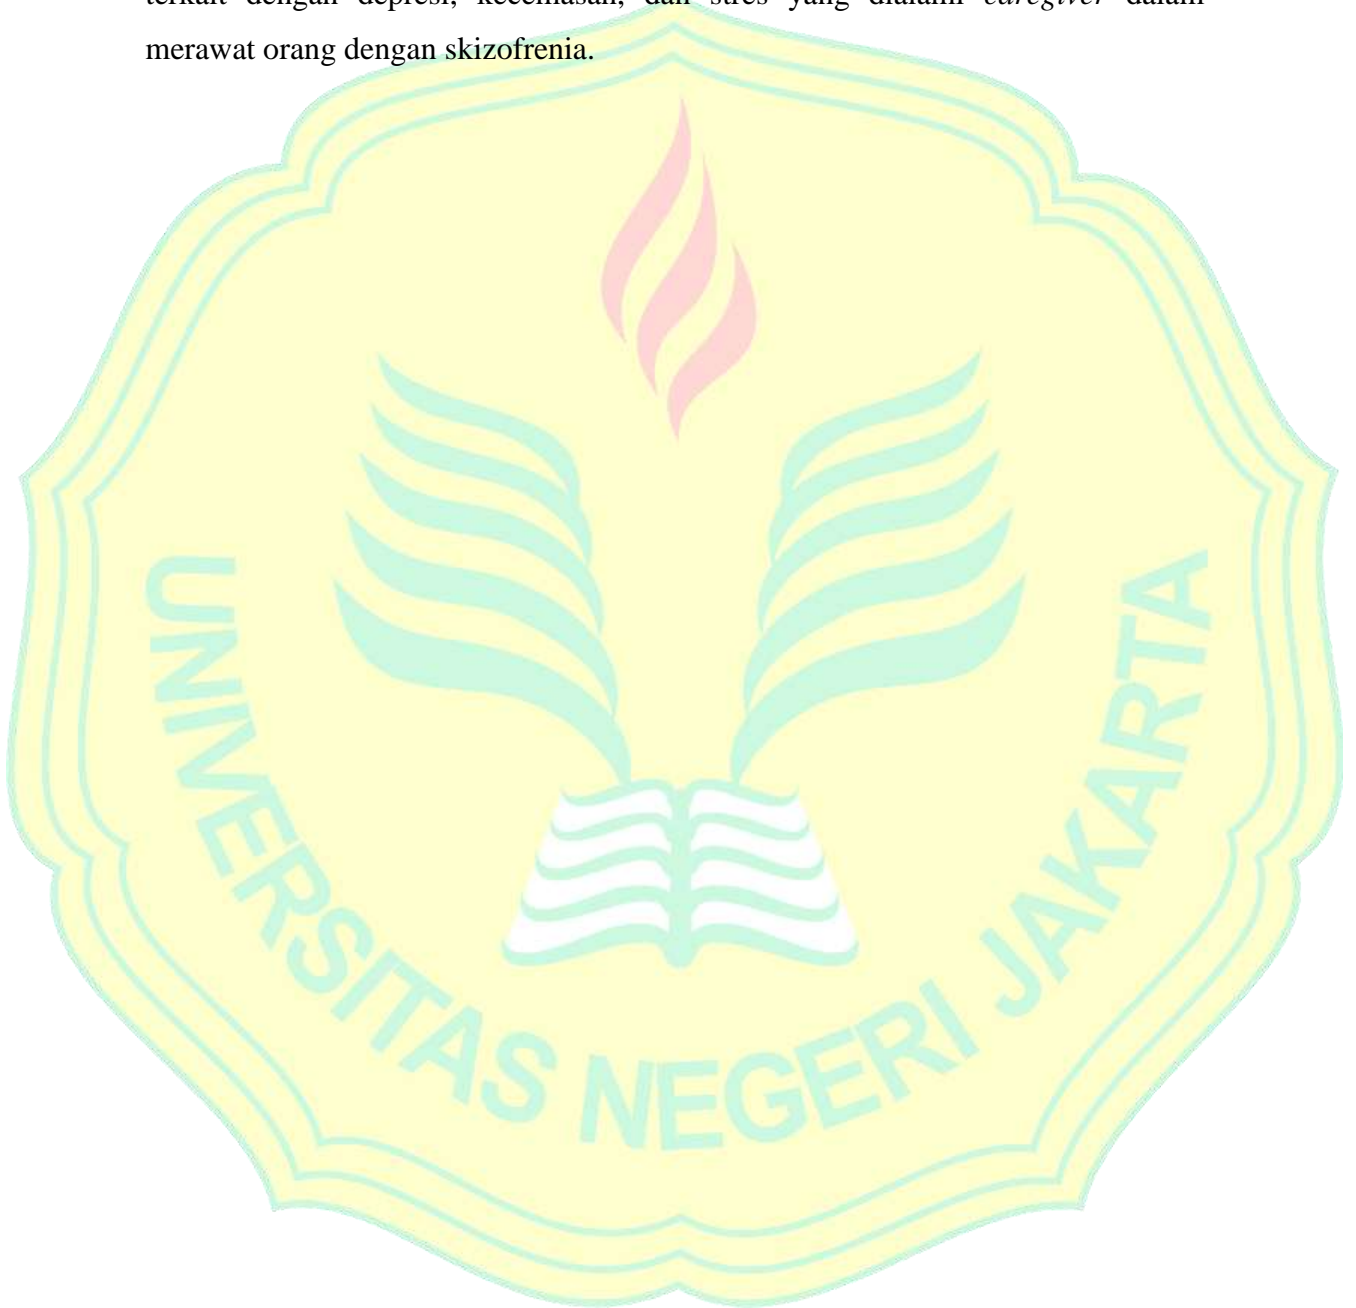 terkait dengan depresi, kecemasan, dan stres yang dialami caregiver dalam
merawat orang dengan skizofrenia.
UNIVERSITAS NEGERI JAKARTA